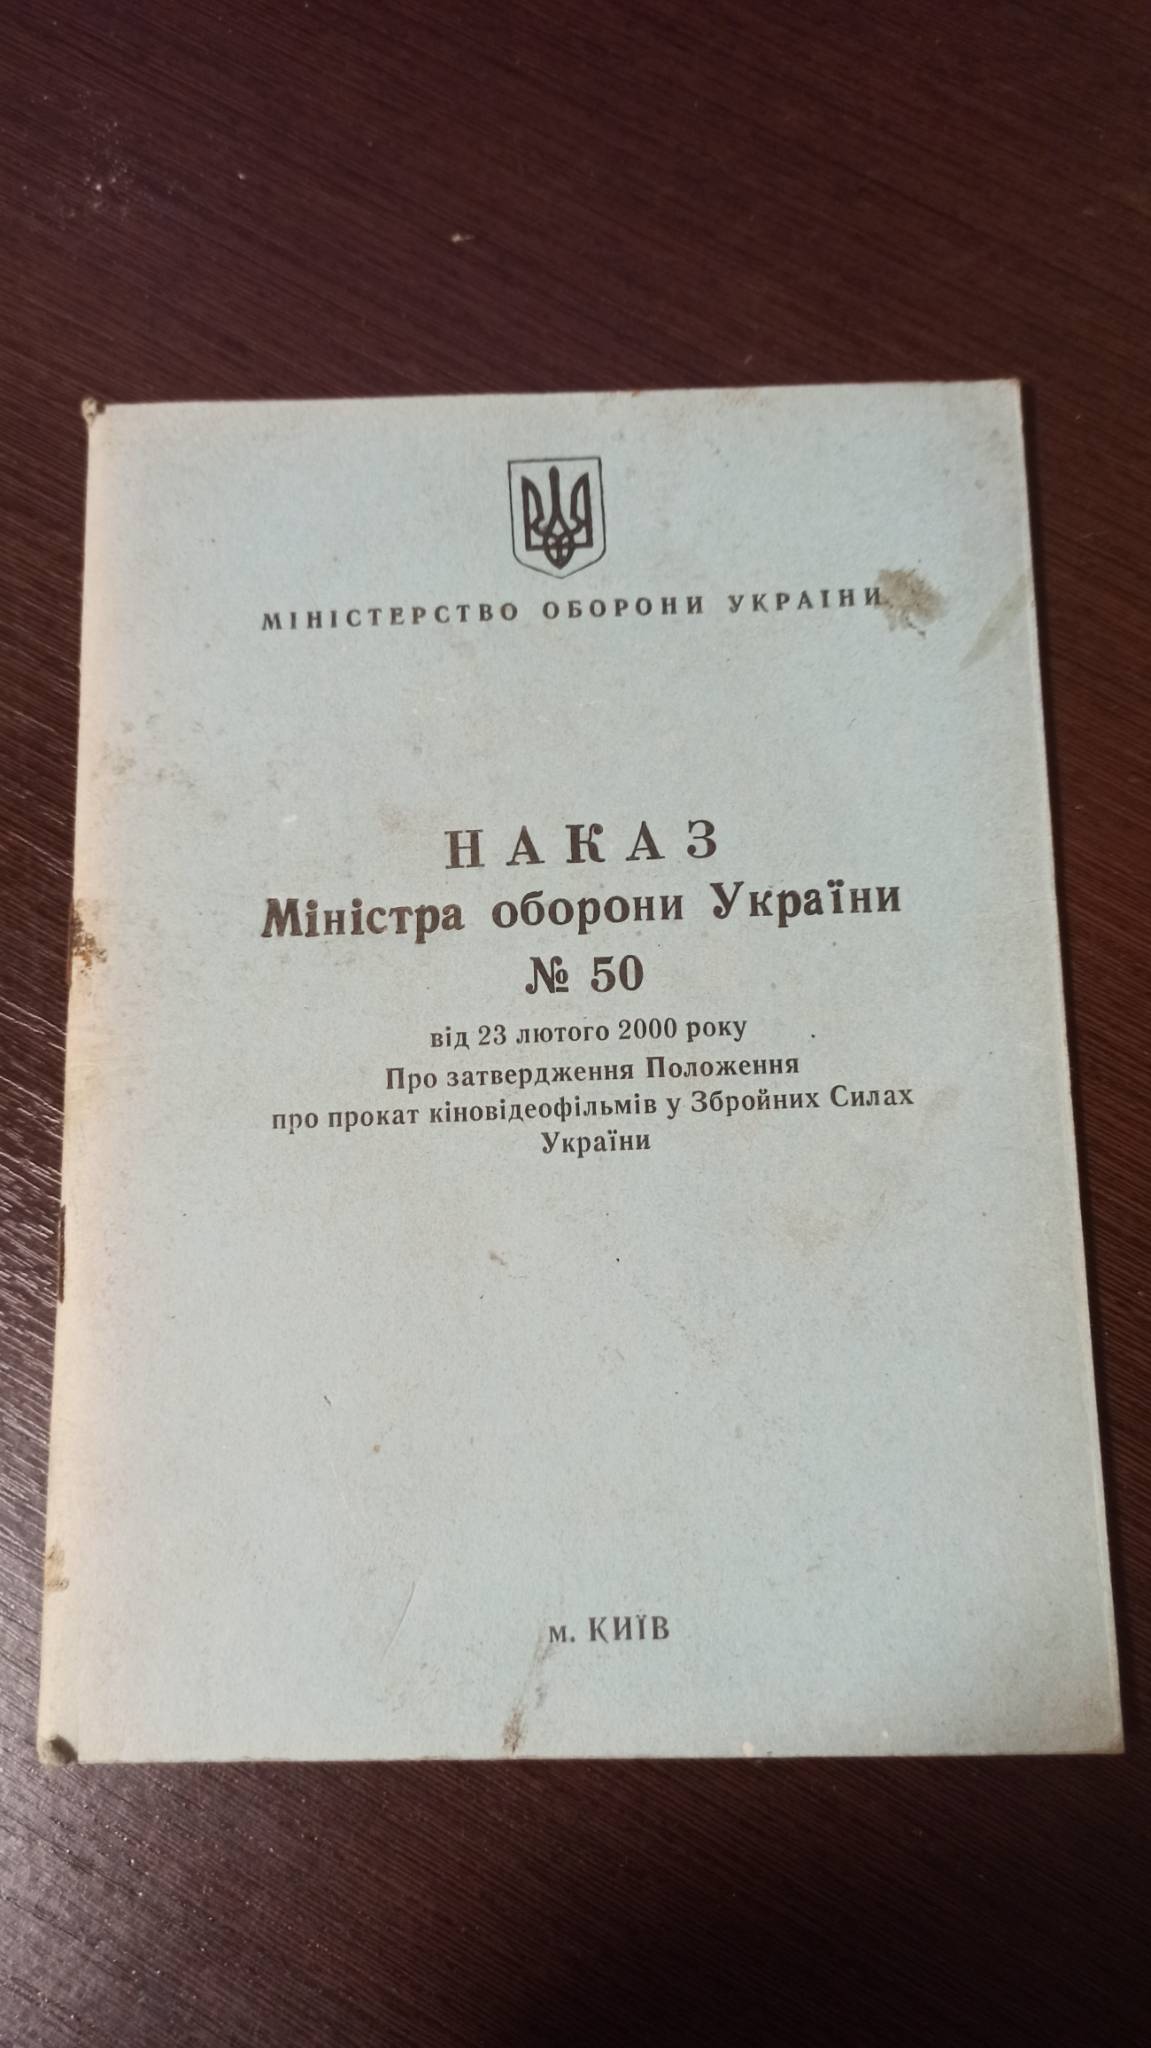 МІНІСТЕРСТВО ОБОРОНИ УКРАЇНИ
НАКАЗ
Міністра оборони України
№ 50
від 23 лютого 2000 року
Про затвердження Положення
про прокат кіновідеофільмів у Збройних Силах
України
м. КИЇВ